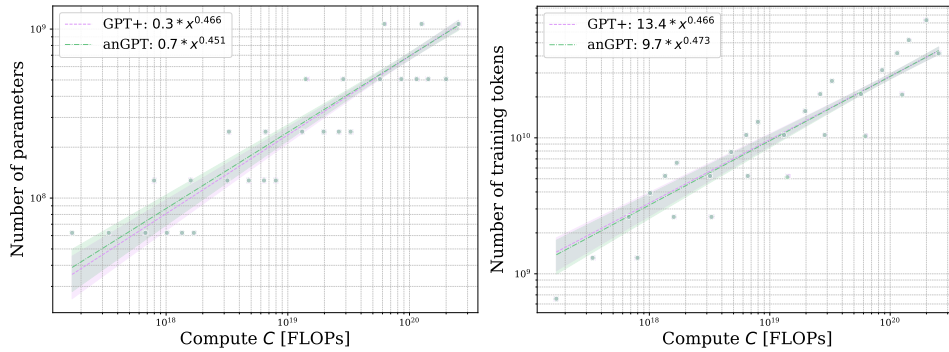 GPT+: 0.3 * x^0.466
anGPT: 0.7 * x^0.451
10^9
10^8
Number of parameters
10^18
10^19
10^20
Compute C [FLOPs]
GPT+: 13.4 * x^0.466
anGPT: 9.7 * x^0.473
10^10
10^9
Number of training tokens
10^18
10^19
10^20
Compute C [FLOPs]